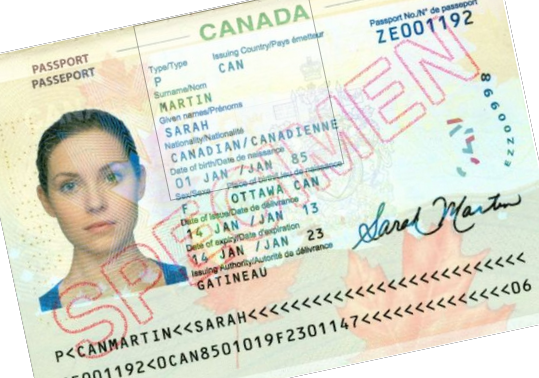 CANADA
PASSPORT
PASSEPORT
Type/Type
Issuing Country/Pays émetteur
Passport No./N° de passeport
P
CAN
ZE001192
Surname/Nom
MARTIN
Given names/Prénoms
SARAH
Nationality/Nationalité
CANADIAN/CANADIENNE
Date of birth/Date de naissance
01 JAN /JAN 85
Sex/Sexe
Place of birth/Lieu de naissance
F
OTTAWA CAN
Date of issue/Date de délivrance
14 JAN /JAN 13
Date of expiry/Date d'expiration
14 JAN /JAN 23
Issuing Authority/Autorité de délivrance
GATINEAU
SPECIMEN
Sarah Martin
P<CANMARTIN<<SARAH<<<<<<<<<<<<<<<<<<<<<<<<<<
E001192<0CAN8501019F2301147<<<<<<<<<<<<<<06